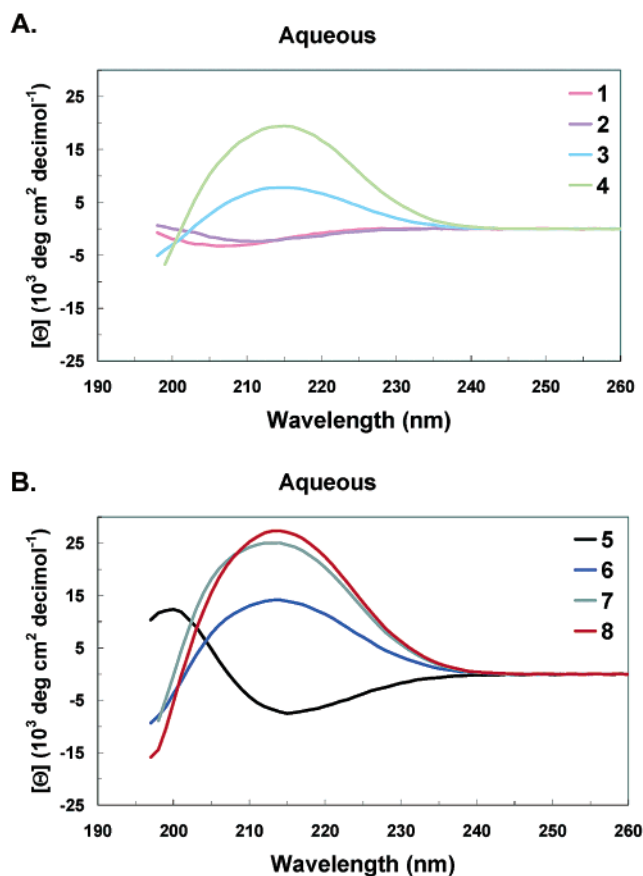 A.
Aqueous
[Θ] (10³ deg cm² decimol⁻¹)
25
15
5
-5
-15
-25
190 200 210 220 230 240 250 260
Wavelength (nm)
1
2
3
4
B.
Aqueous
[Θ] (10³ deg cm² decimol⁻¹)
25
15
5
-5
-15
-25
190 200 210 220 230 240 250 260
Wavelength (nm)
5
6
7
8